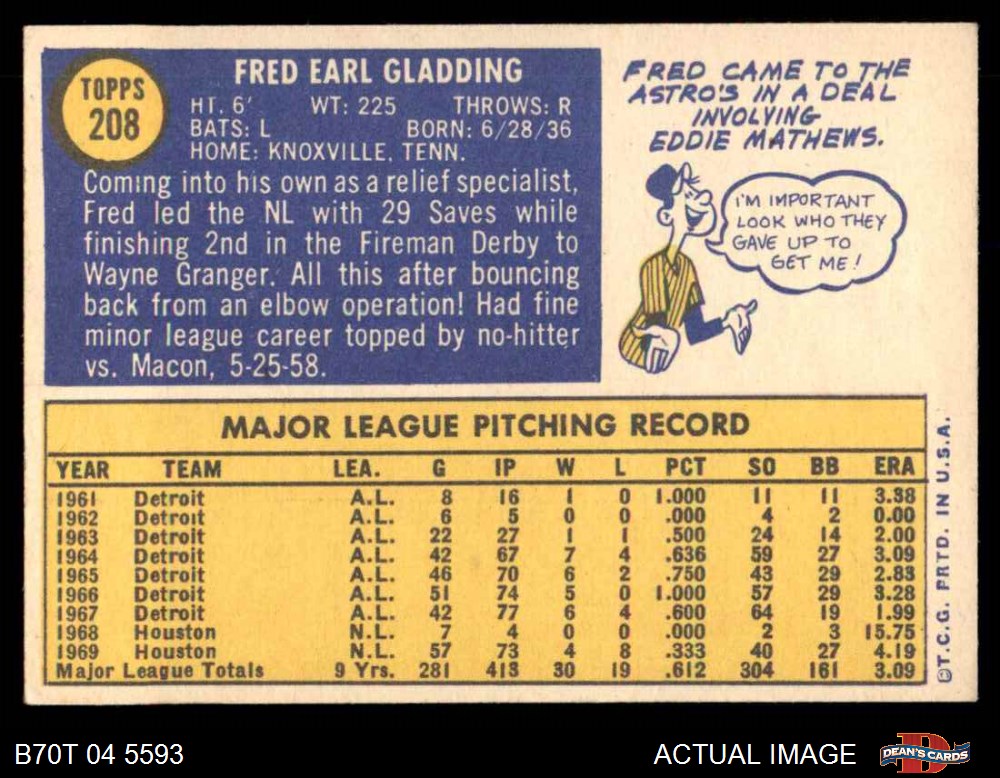 TOPPS
208
FRED EARL GLADDING
HT. 6' WT: 225 THROWS: R
BATS: L BORN: 6/28/36
HOME: KNOXVILLE, TENN.
Coming into his own as a relief specialist,
Fred led the NL with 29 Saves while
finishing 2nd in the Fireman Derby to
Wayne Granger. All this after bouncing
back from an elbow operation! Had fine
minor league career topped by no-hitter
vs. Macon, 5-25-58.
FRED CAME TO THE
ASTRO'S IN A DEAL
INVOLVING
EDDIE MATHEWS.
I'M IMPORTANT
LOOK WHO THEY
GAVE UP TO
GET ME!
MAJOR LEAGUE PITCHING RECORD
YEAR TEAM LEA. G IP W L PCT SO BB ERA
1961 Detroit A.L. 8 16 1 0 1.000 11 11 3.38
1962 Detroit A.L. 6 5 0 0 .000 4 2 0.00
1963 Detroit A.L. 22 27 1 1 .500 24 14 2.00
1964 Detroit A.L. 42 67 7 4 .636 59 27 3.09
1965 Detroit A.L. 46 70 6 2 .750 43 29 2.83
1966 Detroit A.L. 51 74 5 0 1.000 57 29 3.28
1967 Detroit A.L. 42 77 6 4 .600 64 19 1.99
1968 Houston N.L. 7 4 0 0 .000 2 3 15.75
1969 Houston N.L. 57 73 4 8 .333 40 27 4.19
Major League Totals 9 Yrs. 281 413 30 19 .612 304 161 3.09
©T.C.G. PRTD. IN U.S.A.
B70T 04 5593
ACTUAL IMAGE
D
DEAN'S CARDS